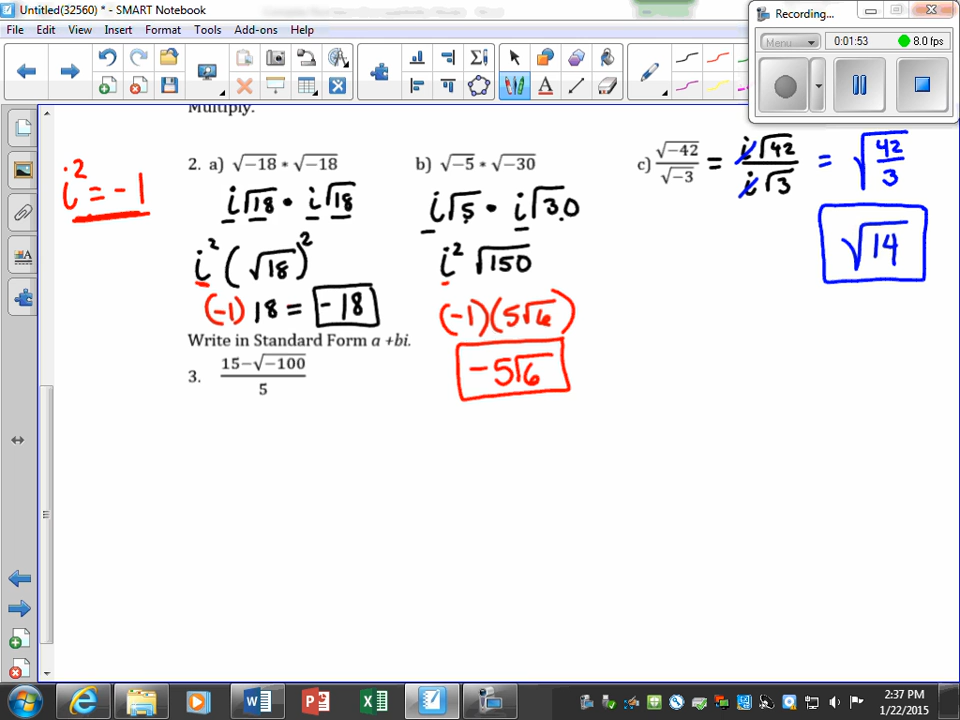 Untitled(32560) * - SMART Notebook
File Edit View Insert Format Tools Add-ons Help
Recording...
Menu 0:01:53 8.0 fps
Multiply.
i² = -1
2. a) √-18 * √-18
i√18 · i√18
i² (√18)²
(-1) 18 = -18
b) √-5 * √-30
i√5 · i√30
i² √150
(-1)(5√6)
-5√6
c) √-42 / √-3 = i√42 / i√3 = √42/3
√14
Write in Standard Form a +bi.
3. 15-√-100 / 5
2:37 PM
1/22/2015